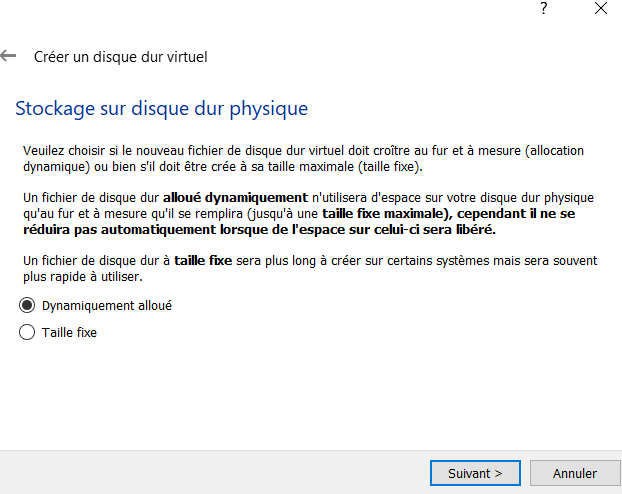 ?
Créer un disque dur virtuel
Stockage sur disque dur physique
Veuilez choisir si le nouveau fichier de disque dur virtuel doit croître au fur et à mesure (allocation
dynamique) ou bien s'il doit être crée à sa taille maximale (taille fixe).
Un fichier de disque dur alloué dynamiquement n'utilisera d'espace sur votre disque dur physique
qu'au fur et à mesure qu'il se remplira (jusqu'à une taille fixe maximale), cependant il ne se
réduira pas automatiquement lorsque de l'espace sur celui-ci sera libéré.
Un fichier de disque dur à taille fixe sera plus long à créer sur certains systèmes mais sera souvent
plus rapide à utiliser.
Dynamiquement alloué
Taille fixe
Suivant > Annuler